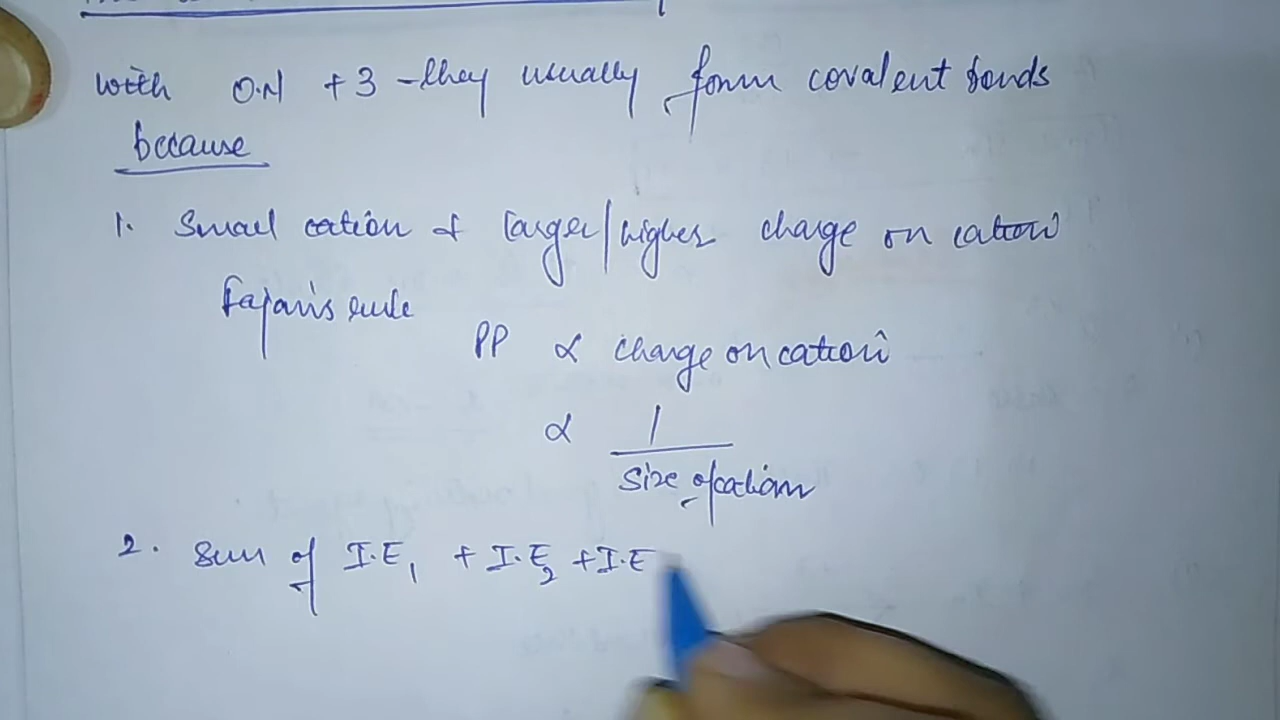 with O.N +3 they usually form covalent bonds
because
1. Small cation & larger/higher charge on cation
Fajan's rule
PP ∝ charge on cation
∝ 1/size of cation
2. Sum of I.E₁ + I.E₂ + I.E